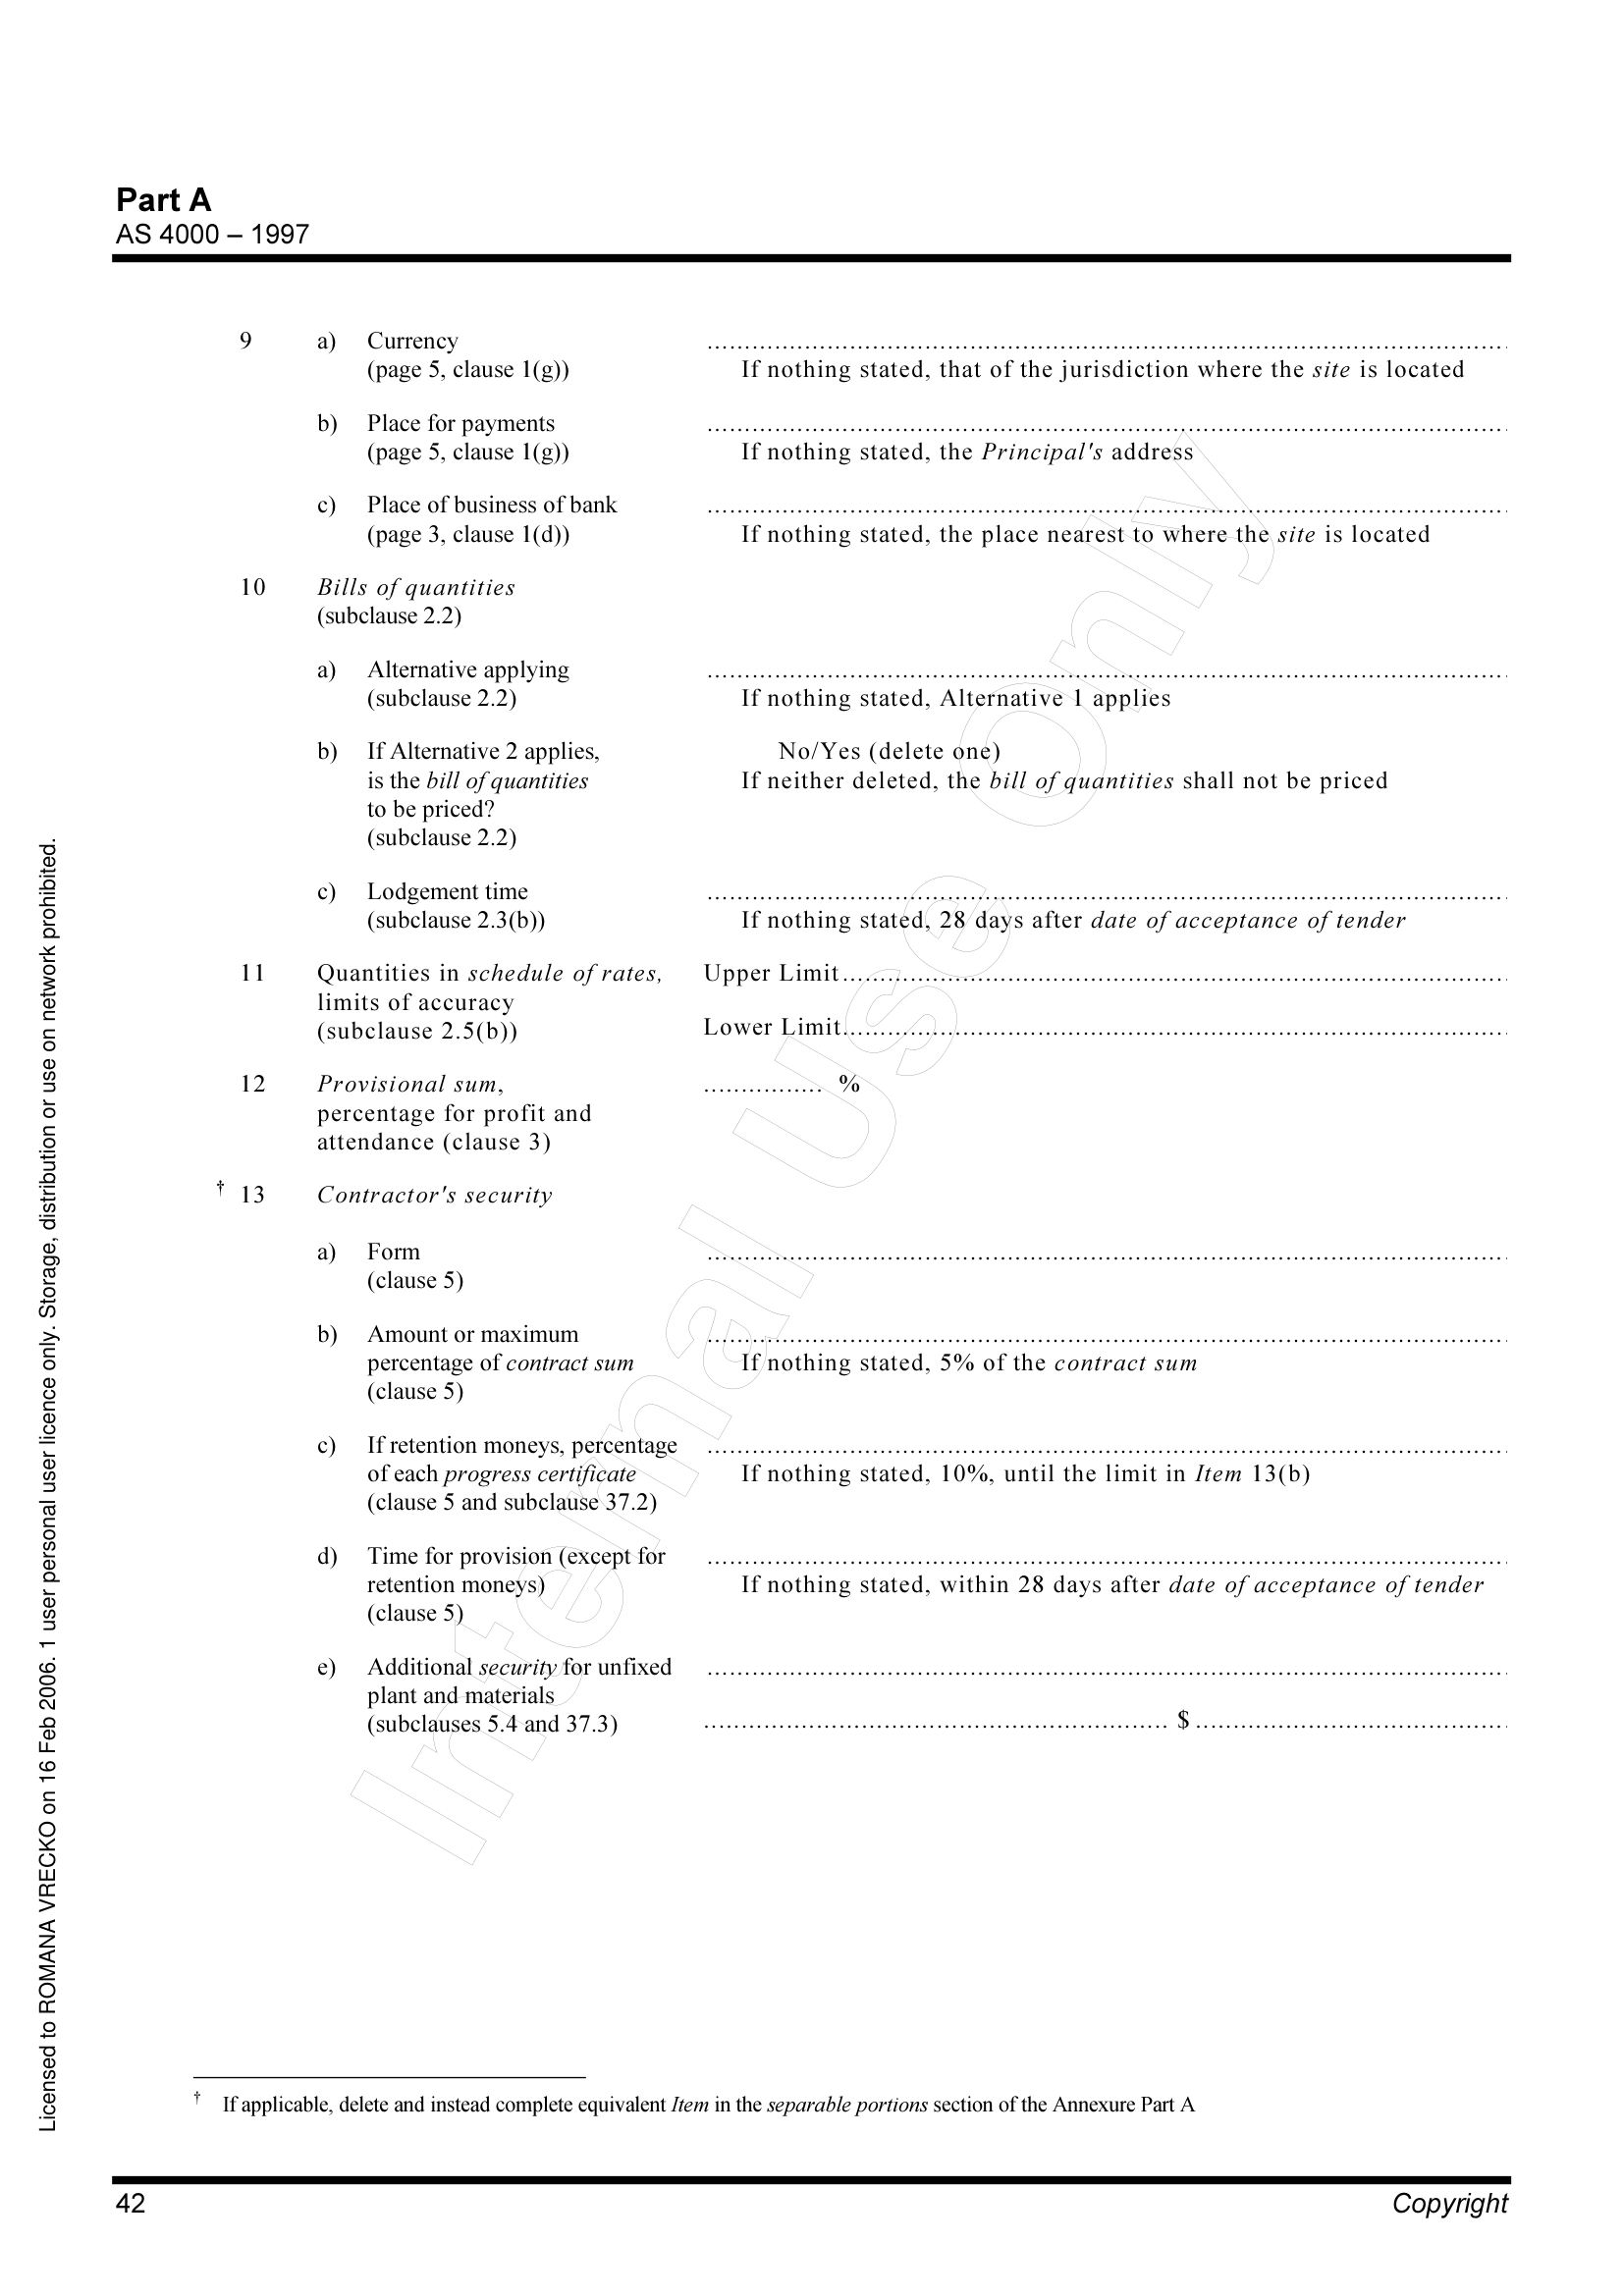 Part A
AS 4000 – 1997
9 a) Currency ................................................................
(page 5, clause 1(g)) If nothing stated, that of the jurisdiction where the site is located
b) Place for payments ................................................................
(page 5, clause 1(g)) If nothing stated, the Principal's address
c) Place of business of bank ................................................................
(page 3, clause 1(d)) If nothing stated, the place nearest to where the site is located
10 Bills of quantities
(subclause 2.2)
a) Alternative applying ................................................................
(subclause 2.2) If nothing stated, Alternative 1 applies
b) If Alternative 2 applies, No/Yes (delete one)
is the bill of quantities If neither deleted, the bill of quantities shall not be priced
to be priced?
(subclause 2.2)
c) Lodgement time ................................................................
(subclause 2.3(b)) If nothing stated, 28 days after date of acceptance of tender
11 Quantities in schedule of rates, Upper Limit................................................................
limits of accuracy
(subclause 2.5(b)) Lower Limit................................................................
12 Provisional sum, ................ %
percentage for profit and
attendance (clause 3)
† 13 Contractor's security
a) Form ................................................................
(clause 5)
b) Amount or maximum ................................................................
percentage of contract sum If nothing stated, 5% of the contract sum
(clause 5)
c) If retention moneys, percentage ................................................................
of each progress certificate If nothing stated, 10%, until the limit in Item 13(b)
(clause 5 and subclause 37.2)
d) Time for provision (except for ................................................................
retention moneys) If nothing stated, within 28 days after date of acceptance of tender
(clause 5)
e) Additional security for unfixed ................................................................
plant and materials
(subclauses 5.4 and 37.3) ................................................................ $ ..........................................
† If applicable, delete and instead complete equivalent Item in the separable portions section of the Annexure Part A
42 Copyright
Licensed to ROMANA VRECKO on 16 Feb 2006. 1 user personal user licence only. Storage, distribution or use on network prohibited.
Internal Use Only